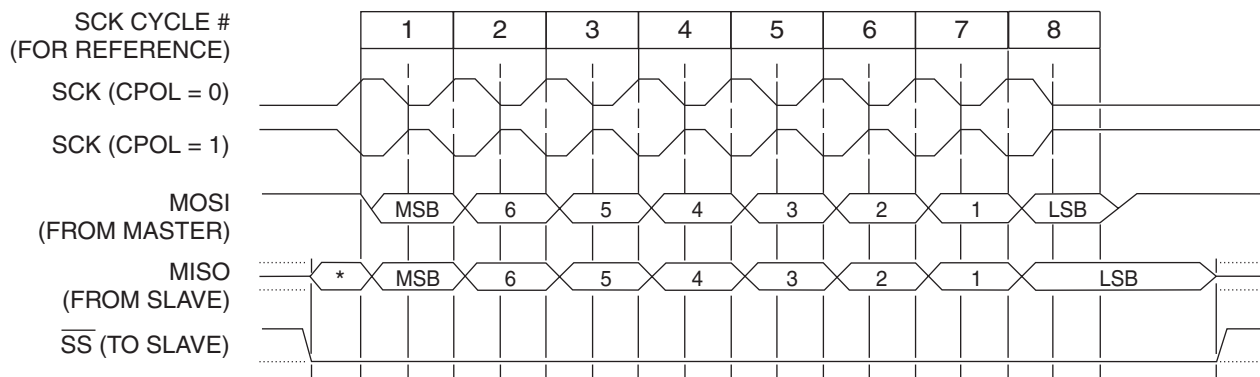 SCK CYCLE #
(FOR REFERENCE)
1 2 3 4 5 6 7 8
SCK (CPOL = 0)
SCK (CPOL = 1)
MOSI
(FROM MASTER)
MSB 6 5 4 3 2 1 LSB
MISO
(FROM SLAVE)
* MSB 6 5 4 3 2 1 LSB
SS (TO SLAVE)